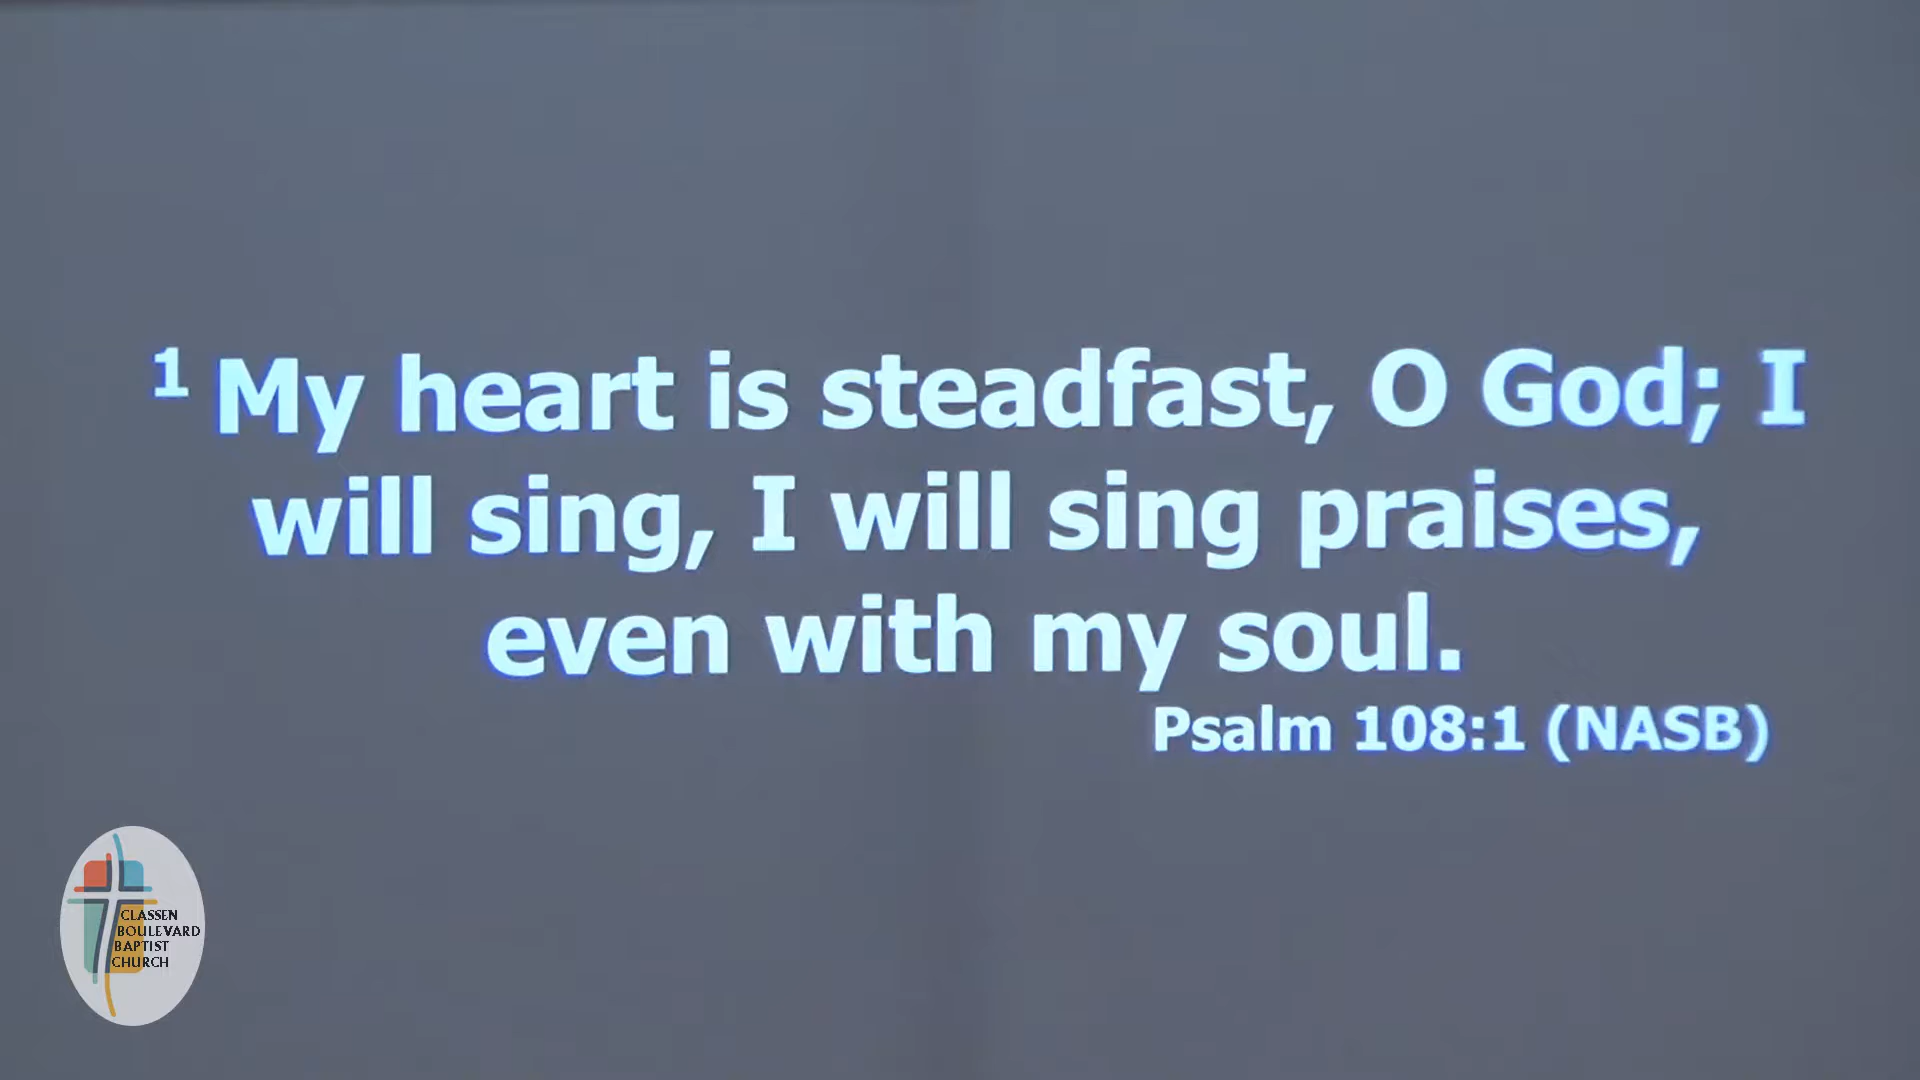 1 My heart is steadfast, O God; I
will sing, I will sing praises,
even with my soul.
Psalm 108:1 (NASB)
CLASSEN
BOULEVARD
BAPTIST
CHURCH